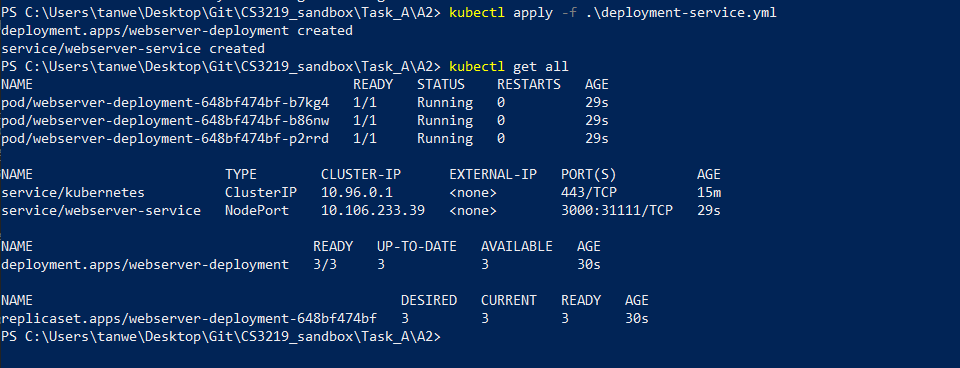 PS C:\Users\tanwe\Desktop\Git\CS3219_sandbox\Task_A\A2> kubectl apply -f .\deployment-service.yml
deployment.apps/webserver-deployment created
service/webserver-service created
PS C:\Users\tanwe\Desktop\Git\CS3219_sandbox\Task_A\A2> kubectl get all
NAME READY STATUS RESTARTS AGE
pod/webserver-deployment-648bf474bf-b7kg4 1/1 Running 0 29s
pod/webserver-deployment-648bf474bf-b86nw 1/1 Running 0 29s
pod/webserver-deployment-648bf474bf-p2rrd 1/1 Running 0 29s
NAME TYPE CLUSTER-IP EXTERNAL-IP PORT(S) AGE
service/kubernetes ClusterIP 10.96.0.1 <none> 443/TCP 15m
service/webserver-service NodePort 10.106.233.39 <none> 3000:31111/TCP 29s
NAME READY UP-TO-DATE AVAILABLE AGE
deployment.apps/webserver-deployment 3/3 3 3 30s
NAME DESIRED CURRENT READY AGE
replicaset.apps/webserver-deployment-648bf474bf 3 3 3 30s
PS C:\Users\tanwe\Desktop\Git\CS3219_sandbox\Task_A\A2>